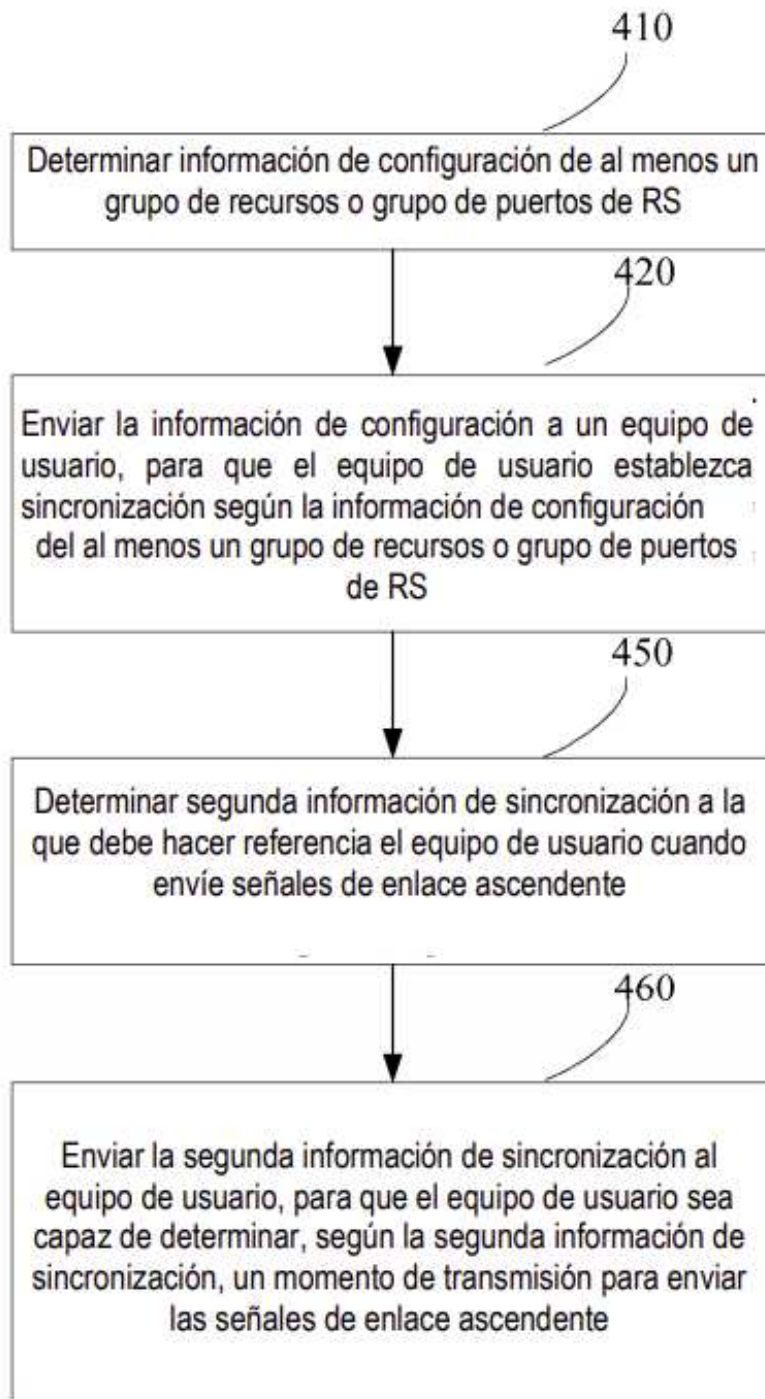 410
Determinar información de configuración de al menos un
grupo de recursos o grupo de puertos de RS
420
Enviar la información de configuración a un equipo de
usuario, para que el equipo de usuario establezca
sincronización según la información de configuración
del al menos un grupo de recursos o grupo de puertos
de RS
450
Determinar segunda información de sincronización a la
que debe hacer referencia el equipo de usuario cuando
envíe señales de enlace ascendente
460
Enviar la segunda información de sincronización al
equipo de usuario, para que el equipo de usuario sea
capaz de determinar, según la segunda información de
sincronización, un momento de transmisión para enviar
las señales de enlace ascendente